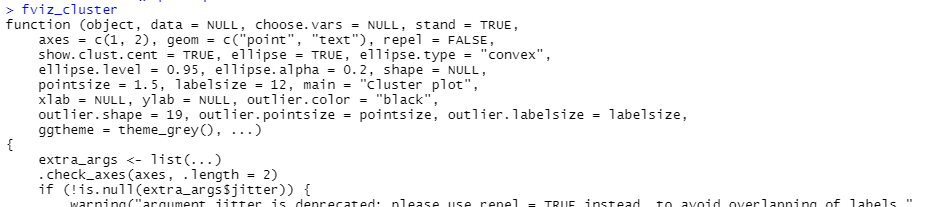 > fviz_cluster
function (object, data = NULL, choose.vars = NULL, stand = TRUE,
    axes = c(1, 2), geom = c("point", "text"), repel = FALSE,
    show.clust.cent = TRUE, ellipse = TRUE, ellipse.type = "convex",
    ellipse.level = 0.95, ellipse.alpha = 0.2, shape = NULL,
    pointsize = 1.5, labelsize = 12, main = "Cluster plot",
    xlab = NULL, ylab = NULL, outlier.color = "black",
    outlier.shape = 19, outlier.pointsize = pointsize, outlier.labelsize = labelsize,
    ggtheme = theme_grey(), ...)
{
    extra_args <- list(...)
    .check_axes(axes, .length = 2)
    if (!is.null(extra_args$jitter)) {
        warning("argument jitter is deprecated; please use repel = TRUE instead, to avoid overlapping of labels."